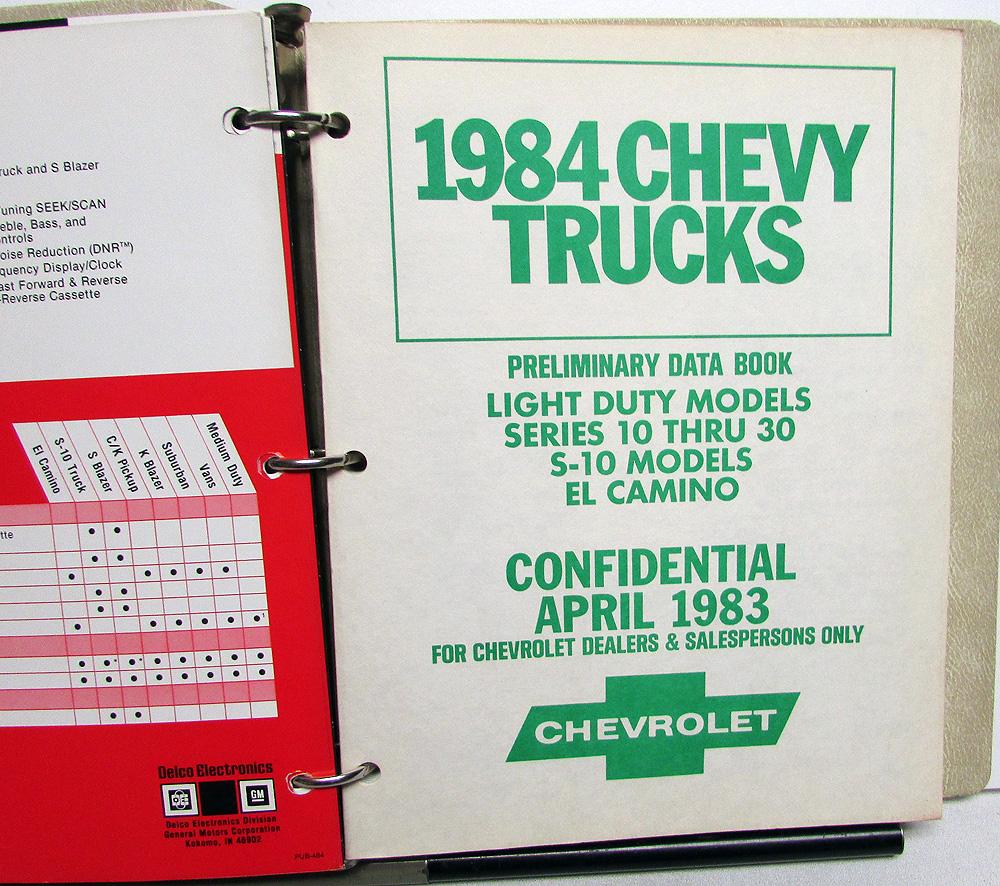 ruck and S Blazer
uning SEEK/SCAN
eble, Bass, and
ntrols
oise Reduction (DNR™)
quency Display/Clock
ast Forward & Reverse
-Reverse Cassette
El Camino
S-10 Truck
S Blazer
C/K Pickup
K Blazer
Suburban
Vans
Medium Duty
tte
Delco Electronics
GM
Delco Electronics Division
General Motors Corporation
Kokomo, IN 46902
PUB-484
1984 CHEVY
TRUCKS
PRELIMINARY DATA BOOK
LIGHT DUTY MODELS
SERIES 10 THRU 30
S-10 MODELS
EL CAMINO
CONFIDENTIAL
APRIL 1983
FOR CHEVROLET DEALERS & SALESPERSONS ONLY
CHEVROLET